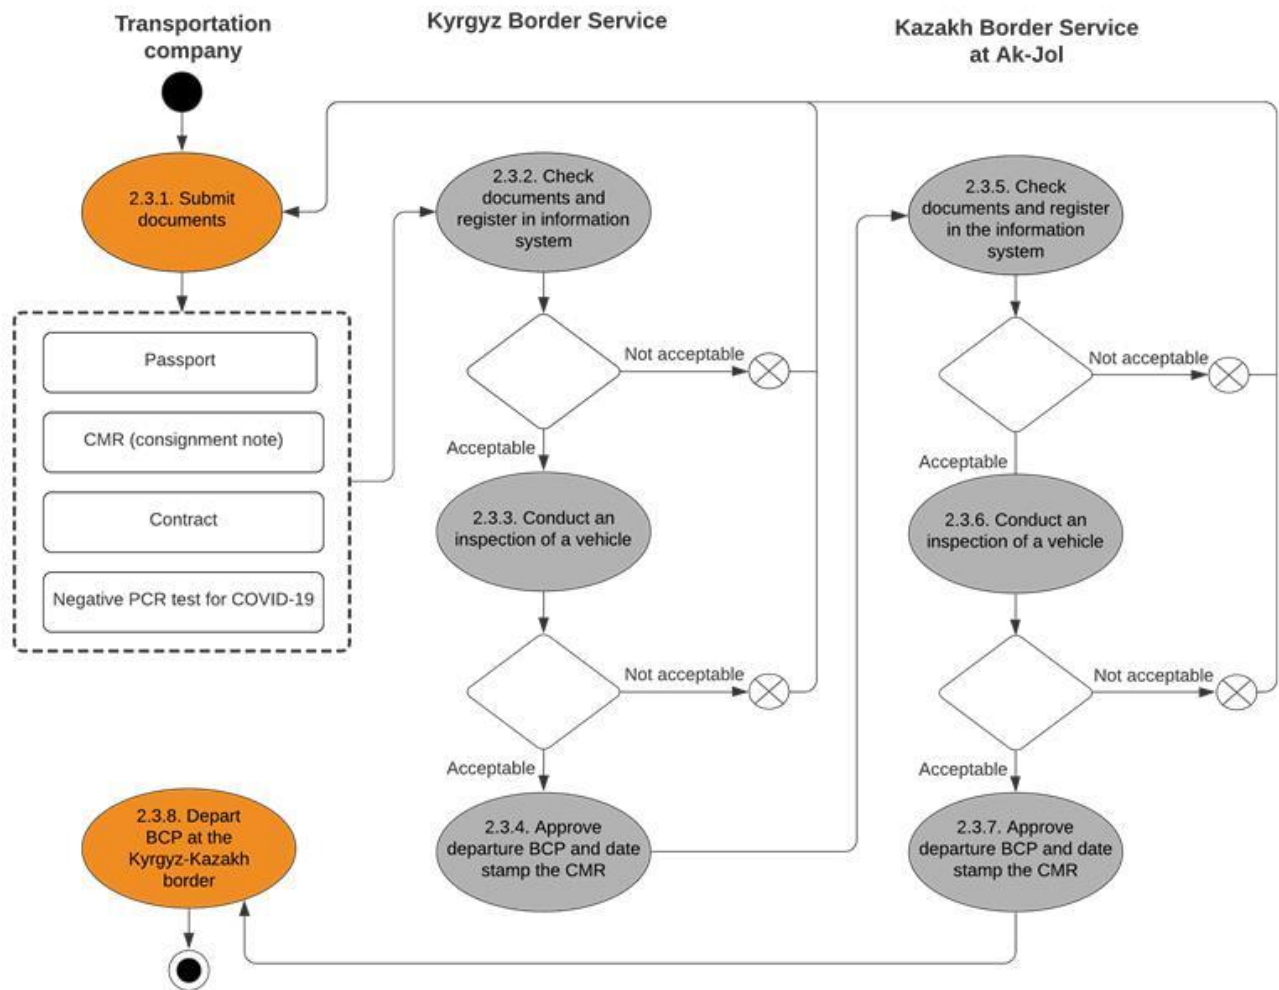 Transportation
company
Kyrgyz Border Service
Kazakh Border Service
at Ak-Jol
2.3.1. Submit
documents
Passport
CMR (consignment note)
Contract
Negative PCR test for COVID-19
2.3.8. Depart
BCP at the
Kyrgyz-Kazakh
border
2.3.2. Check
documents and
register in information
system
Not acceptable
Acceptable
2.3.3. Conduct an
inspection of a vehicle
Not acceptable
Acceptable
2.3.4. Approve
departure BCP and date
stamp the CMR
2.3.5. Check
documents and register
in the information
system
Not acceptable
Acceptable
2.3.6. Conduct an
inspection of a vehicle
Not acceptable
Acceptable
2.3.7. Approve
departure BCP and date
stamp the CMR